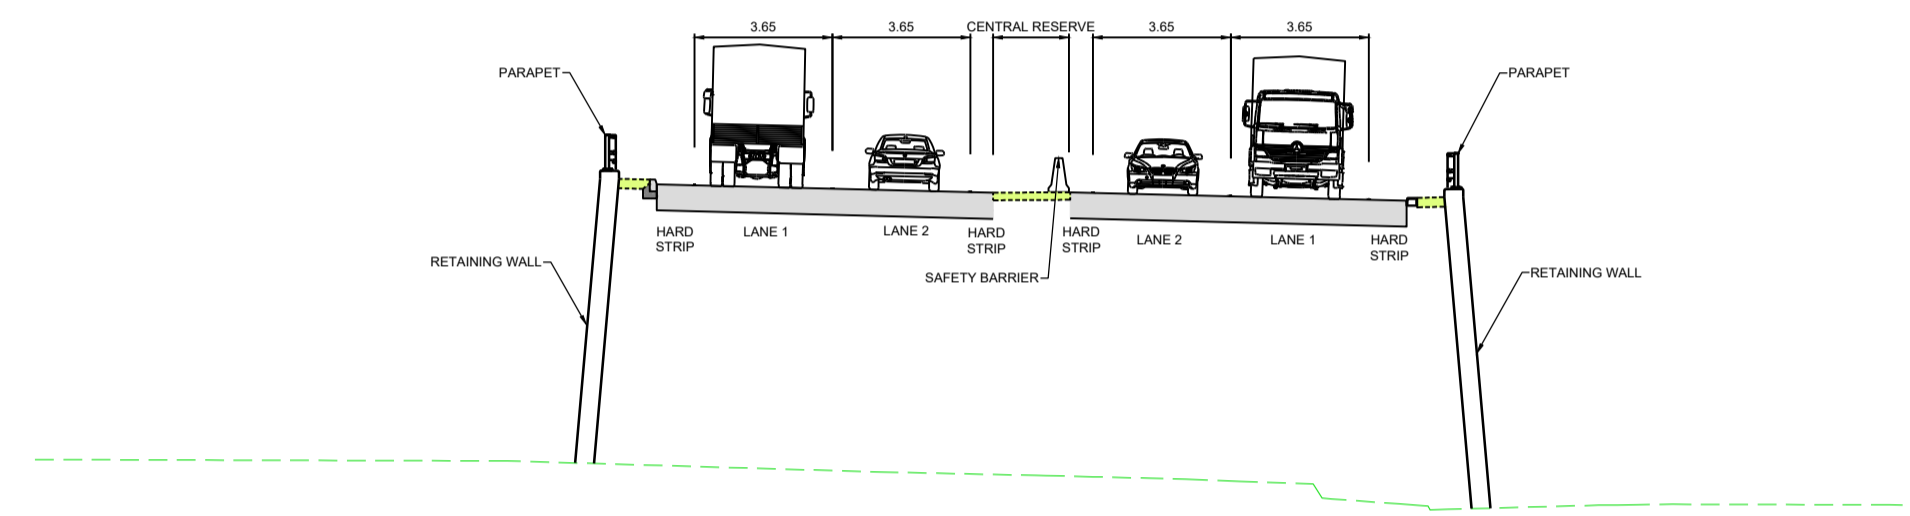 3.65
3.65
CENTRAL RESERVE
3.65
3.65
PARAPET
PARAPET
HARD
STRIP
LANE 1
LANE 2
HARD
STRIP
HARD
STRIP
LANE 2
LANE 1
HARD
STRIP
RETAINING WALL
SAFETY BARRIER
RETAINING WALL